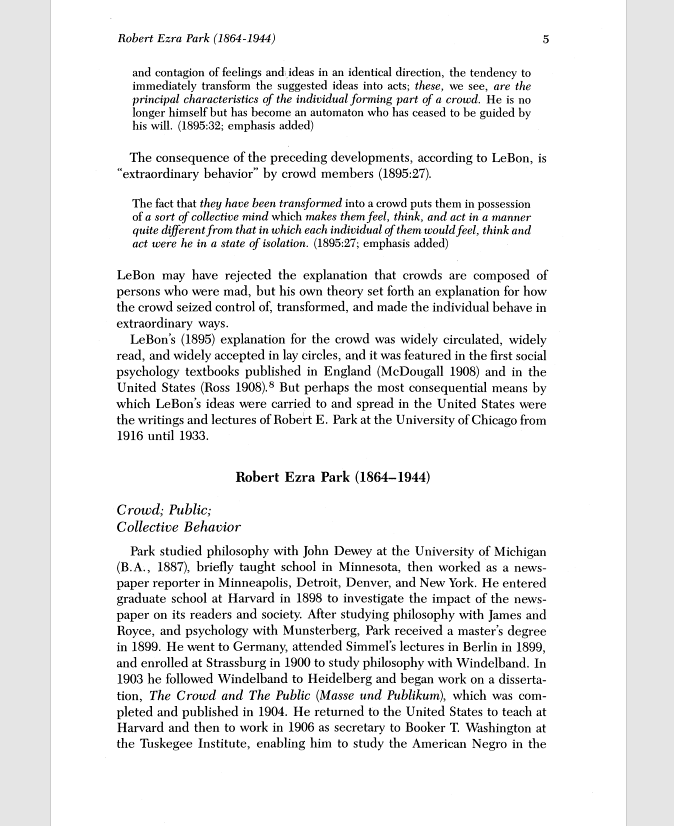 Robert Ezra Park (1864-1944) 5
and contagion of feelings and ideas in an identical direction, the tendency to
immediately transform the suggested ideas into acts; these, we see, are the
principal characteristics of the individual forming part of a crowd. He is no
longer himself but has become an automaton who has ceased to be guided by
his will. (1895:32; emphasis added)
The consequence of the preceding developments, according to LeBon, is
“extraordinary behavior” by crowd members (1895:27).
The fact that they have been transformed into a crowd puts them in possession
of a sort of collective mind which makes them feel, think, and act in a manner
quite different from that in which each individual of them would feel, think and
act were he in a state of isolation. (1895:27; emphasis added)
LeBon may have rejected the explanation that crowds are composed of
persons who were mad, but his own theory set forth an explanation for how
the crowd seized control of, transformed, and made the individual behave in
extraordinary ways.
LeBon's (1895) explanation for the crowd was widely circulated, widely
read, and widely accepted in lay circles, and it was featured in the first social
psychology textbooks published in England (McDougall 1908) and in the
United States (Ross 1908).⁸ But perhaps the most consequential means by
which LeBon's ideas were carried to and spread in the United States were
the writings and lectures of Robert E. Park at the University of Chicago from
1916 until 1933.
Robert Ezra Park (1864–1944)
Crowd; Public;
Collective Behavior
Park studied philosophy with John Dewey at the University of Michigan
(B.A., 1887), briefly taught school in Minnesota, then worked as a news-
paper reporter in Minneapolis, Detroit, Denver, and New York. He entered
graduate school at Harvard in 1898 to investigate the impact of the news-
paper on its readers and society. After studying philosophy with James and
Royce, and psychology with Munsterberg, Park received a master's degree
in 1899. He went to Germany, attended Simmel's lectures in Berlin in 1899,
and enrolled at Strassburg in 1900 to study philosophy with Windelband. In
1903 he followed Windelband to Heidelberg and began work on a disserta-
tion, The Crowd and The Public (Masse und Publikum), which was com-
pleted and published in 1904. He returned to the United States to teach at
Harvard and then to work in 1906 as secretary to Booker T. Washington at
the Tuskegee Institute, enabling him to study the American Negro in the